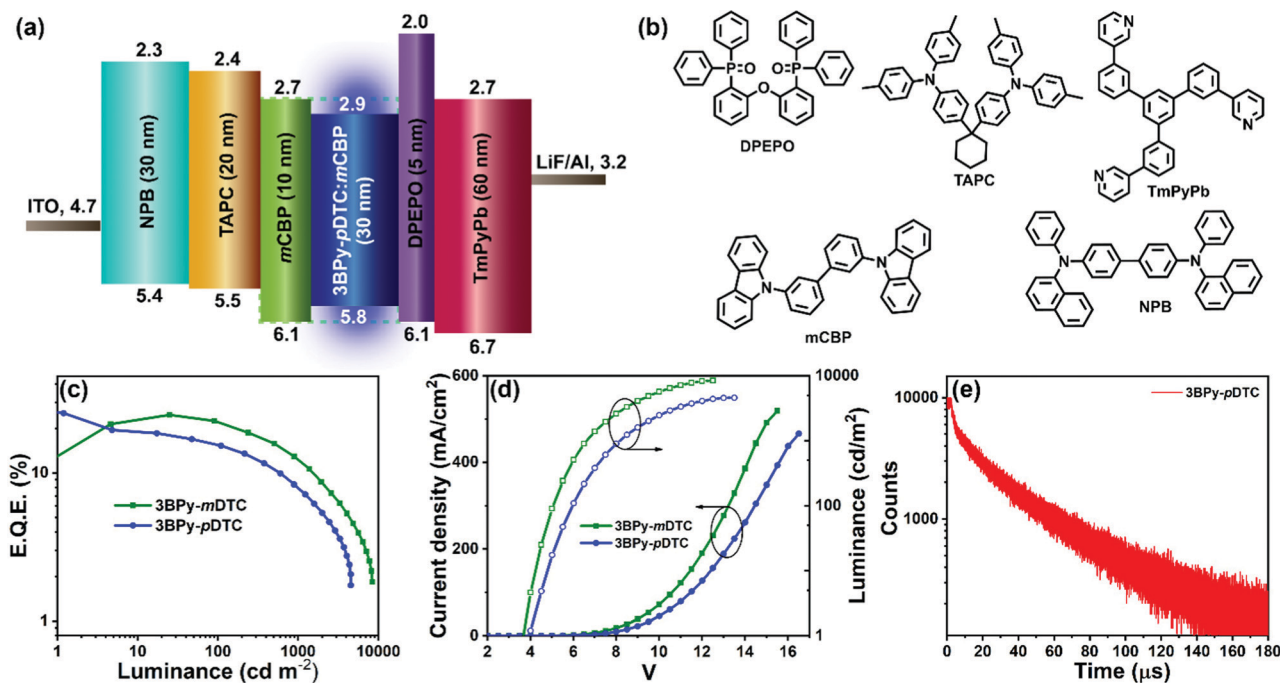 (a)
2.3
2.4
2.7
2.9
2.0
2.7
ITO, 4.7
NPB (30 nm)
TAPC (20 nm)
mCBP (10 nm)
3BPy-pDTC:mCBP
(30 nm)
DPEPO (5 nm)
TmPyPb (60 nm)
LiF/Al, 3.2
5.4
5.5
6.1
5.8
6.1
6.7
(b)
P=O
O=P
O
DPEPO
N
N
TAPC
N
N
N
TmPyPb
N
N
mCBP
N
N
NPB
(c)
E.Q.E. (%)
10
1
3BPy-mDTC
3BPy-pDTC
1 10 100 1000 10000
Luminance (cd m-2)
(d)
Current density (mA/cm2)
600
400
200
0
3BPy-mDTC
3BPy-pDTC
2 4 6 8 10 12 14 16
V
10000
100
1
Luminance (cd/m2)
(e)
3BPy-pDTC
Counts
10000
1000
0 20 40 60 80 100 120 140 160 180
Time (μs)